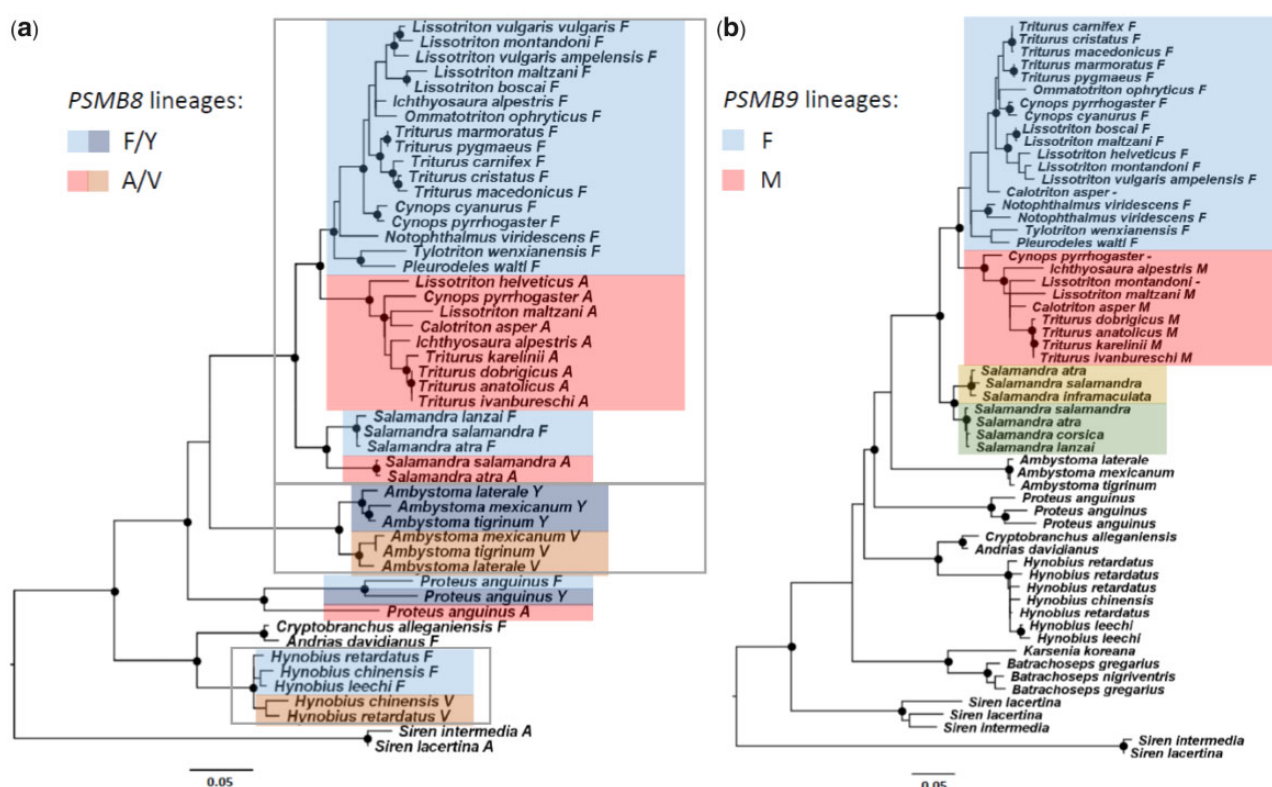 (a)
PSMB8 lineages:
F/Y
A/V
Lissotriton vulgaris vulgaris F
Lissotriton montandoni F
Lissotriton vulgaris ampelensis F
Lissotriton maltzani F
Lissotriton boscai F
Ichthyosaura alpestris F
Ommatotriton ophryticus F
Triturus marmoratus F
Triturus pygmaeus F
Triturus carnifex F
Triturus cristatus F
Triturus macedonicus F
Cynops cyanurus F
Cynops pyrrhogaster F
Notophthalmus viridescens F
Tylotriton wenxianensis F
Pleurodeles waltl F
Lissotriton helveticus A
Cynops pyrrhogaster A
Lissotriton maltzani A
Calotriton asper A
Ichthyosaura alpestris A
Triturus karelinii A
Triturus dobrigicus A
Triturus anatolicus A
Triturus ivanbureschi A
Salamandra lanzai F
Salamandra salamandra F
Salamandra atra F
Salamandra salamandra A
Salamandra atra A
Ambystoma laterale Y
Ambystoma mexicanum Y
Ambystoma tigrinum Y
Ambystoma mexicanum V
Ambystoma tigrinum V
Ambystoma laterale V
Proteus anguinus F
Proteus anguinus Y
Proteus anguinus A
Cryptobranchus alleganiensis F
Andrias davidianus F
Hynobius retardatus F
Hynobius chinensis F
Hynobius leechi F
Hynobius chinensis V
Hynobius retardatus V
Siren intermedia A
Siren lacertina A
0.05
(b)
PSMB9 lineages:
F
M
Triturus carnifex F
Triturus cristatus F
Triturus macedonicus F
Triturus marmoratus F
Triturus pygmaeus F
Ommatotriton ophryticus F
Cynops pyrrhogaster F
Cynops cyanurus F
Lissotriton boscai F
Lissotriton maltzani F
Lissotriton helveticus F
Lissotriton montandoni F
Lissotriton vulgaris ampelensis F
Calotriton asper -
Notophthalmus viridescens F
Notophthalmus viridescens F
Tylotriton wenxianensis F
Pleurodeles waltl F
Cynops pyrrhogaster -
Ichthyosaura alpestris M
Lissotriton montandoni -
Lissotriton maltzani M
Calotriton asper M
Triturus dobrigicus M
Triturus anatolicus M
Triturus karelinii M
Triturus ivanbureschi M
Salamandra atra
Salamandra salamandra
Salamandra inframaculata
Salamandra salamandra
Salamandra atra
Salamandra corsica
Salamandra lanzai
Ambystoma laterale
Ambystoma mexicanum
Ambystoma tigrinum
Proteus anguinus
Proteus anguinus
Proteus anguinus
Cryptobranchus alleganiensis
Andrias davidianus
Hynobius retardatus
Hynobius retardatus
Hynobius chinensis
Hynobius retardatus
Hynobius leechi
Hynobius leechi
Karsenia koreana
Batrachoseps gregarius
Batrachoseps nigriventris
Batrachoseps gregarius
Siren lacertina
Siren lacertina
Siren intermedia
Siren intermedia
Siren lacertina
0.05